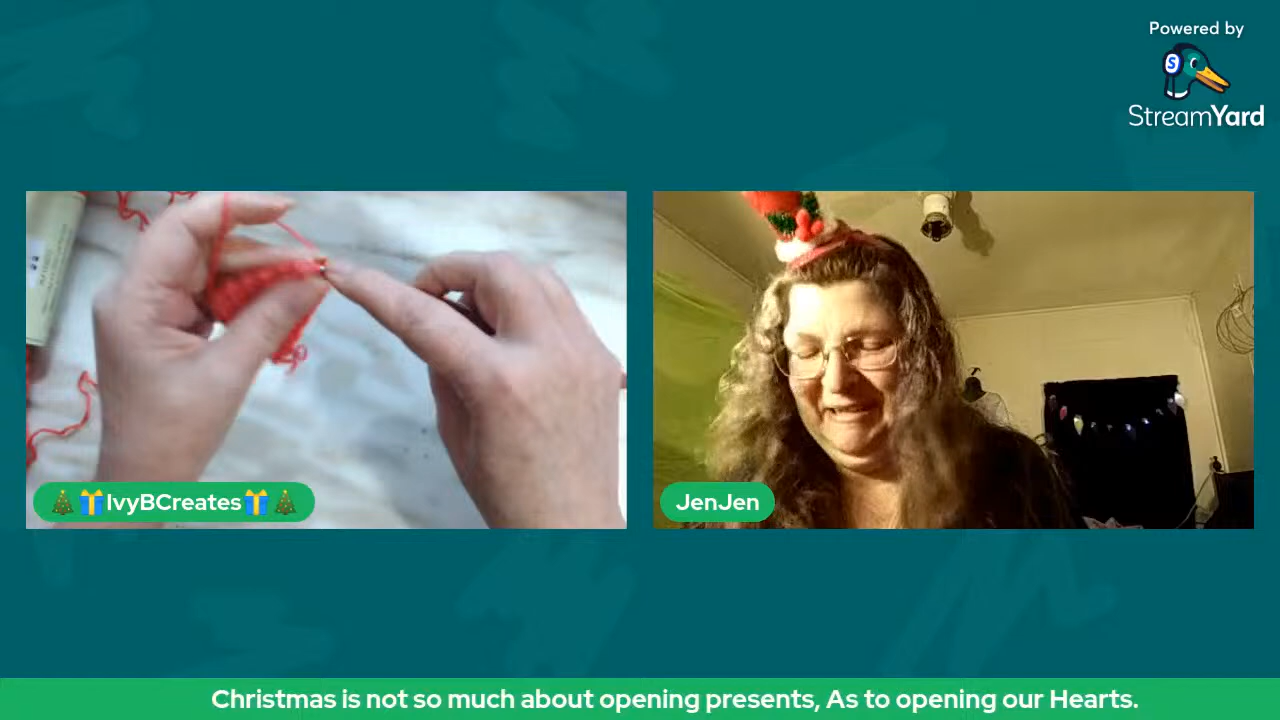 Powered by
S
StreamYard
🎄🎁IvyBCreates🎁🎄
JenJen
Christmas is not so much about opening presents, As to opening our Hearts.